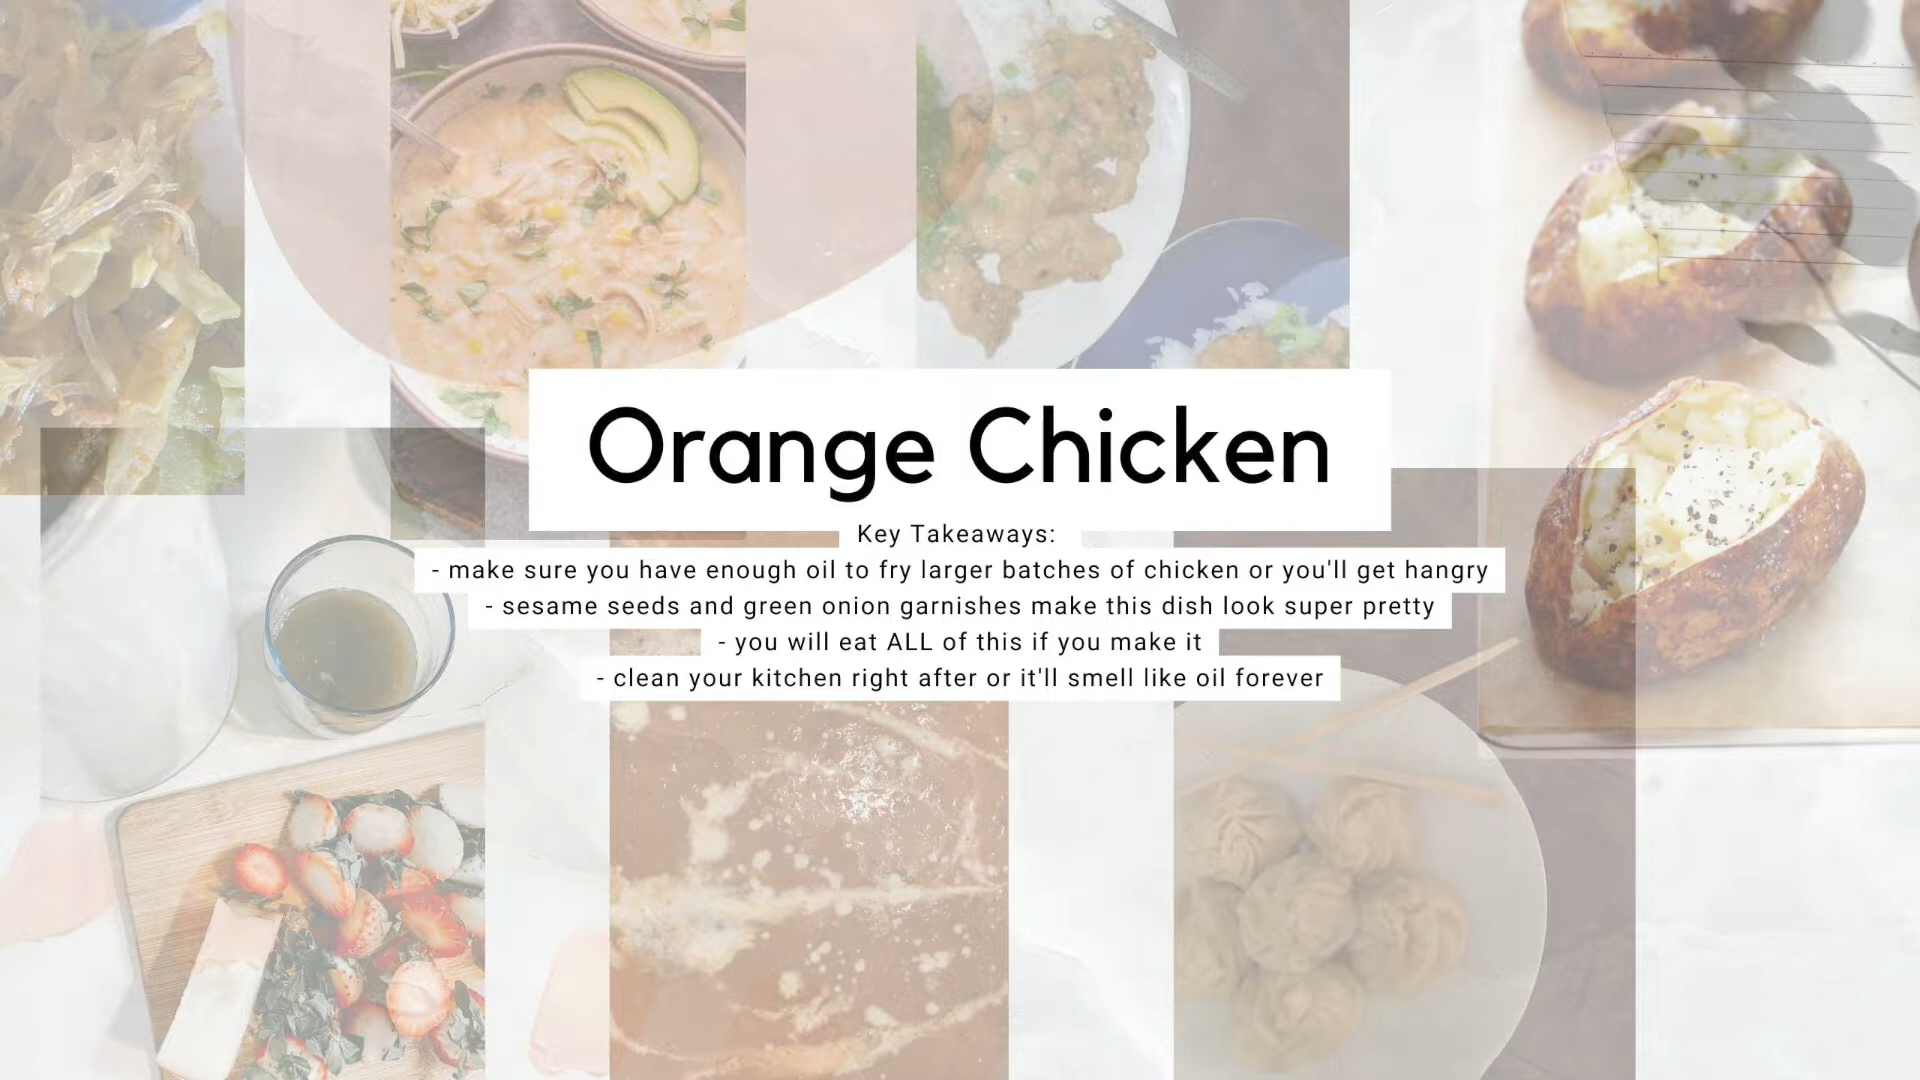 Orange Chicken
Key Takeaways:
- make sure you have enough oil to fry larger batches of chicken or you'll get hangry
- sesame seeds and green onion garnishes make this dish look super pretty
- you will eat ALL of this if you make it
- clean your kitchen right after or it'll smell like oil forever